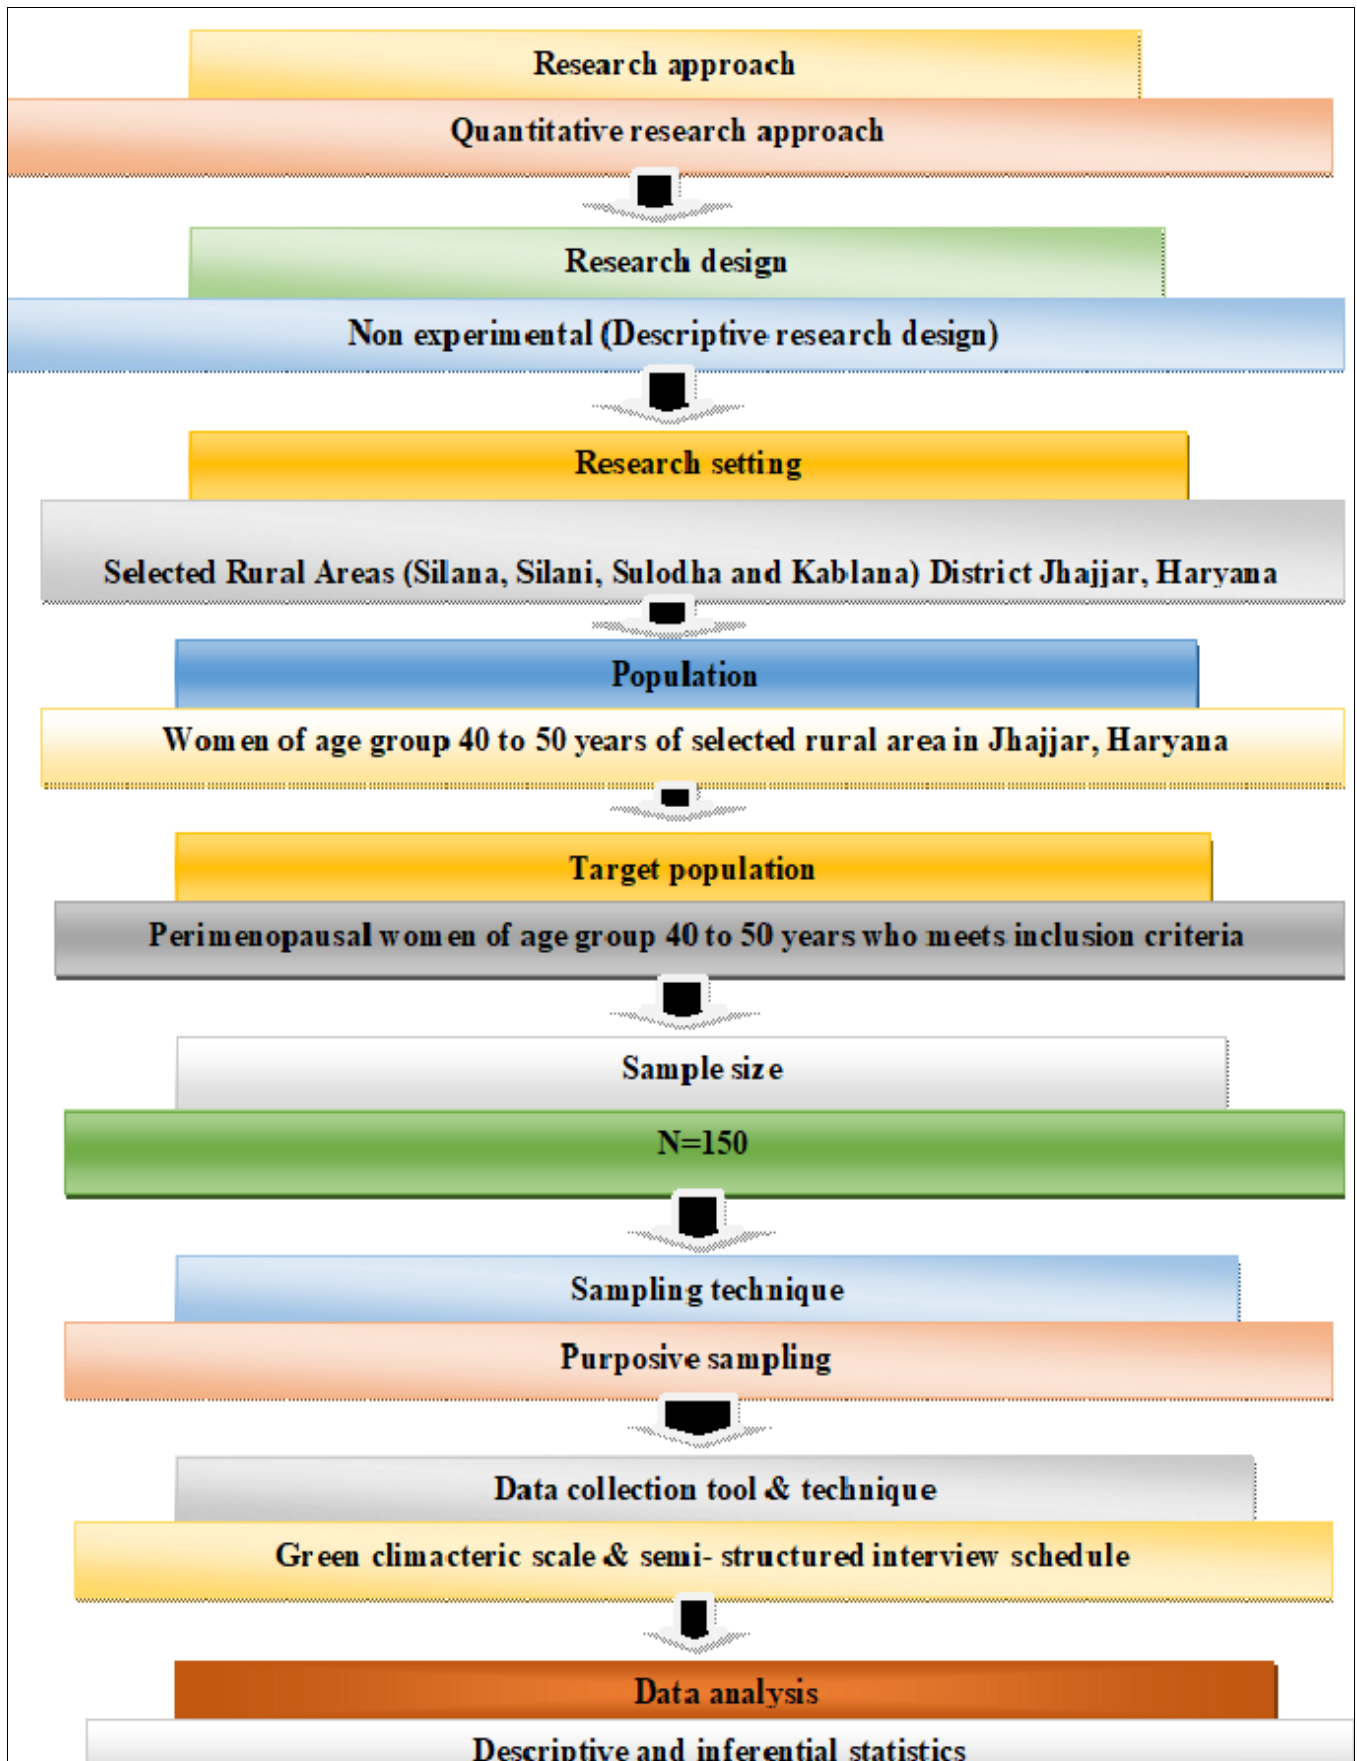 Research approach
Quantitative research approach
Research design
Non experimental (Descriptive research design)
Research setting
Selected Rural Areas (Silana, Silani, Sulodha and Kablana) District Jhajjar, Haryana
Population
Women of age group 40 to 50 years of selected rural area in Jhajjar, Haryana
Target population
Perimenopausal women of age group 40 to 50 years who meets inclusion criteria
Sample size
N=150
Sampling technique
Purposive sampling
Data collection tool & technique
Green climacteric scale & semi- structured interview schedule
Data analysis
Descriptive and inferential statistics